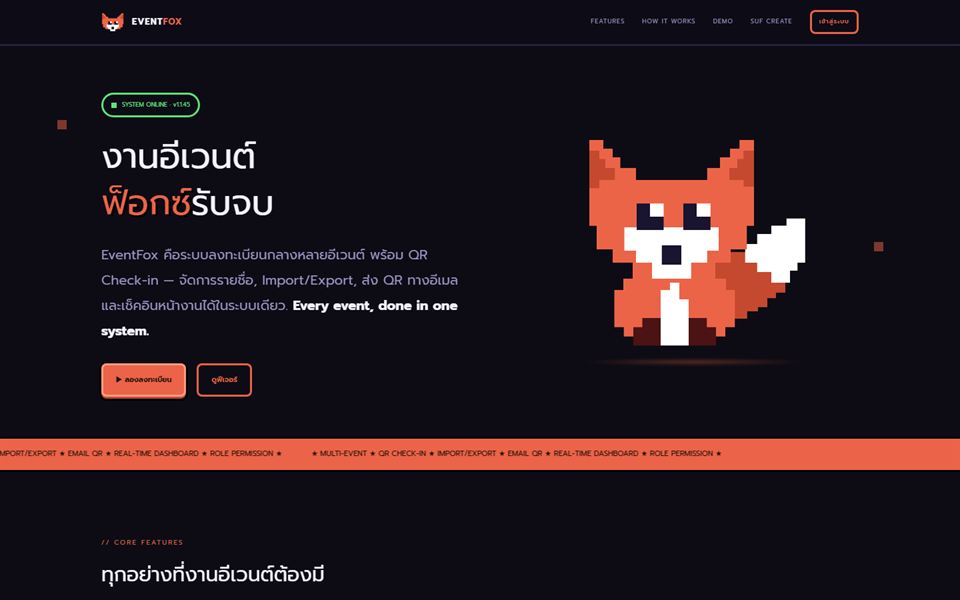 EVENTFOX
FEATURES
HOW IT WORKS
DEMO
SUF CREATE
เข้าสู่ระบบ
SYSTEM ONLINE · v1.1.45
งานอีเวนต์
ฟ็อกซ์รับจบ
EventFox คือระบบลงทะเบียนกลางหลายอีเวนต์ พร้อม QR
Check-in — จัดการรายชื่อ, Import/Export, ส่ง QR ทางอีเมล
และเช็คอินหน้างานได้ในระบบเดียว. Every event, done in one
system.
▶ ลองลงทะเบียน
ดูฟีเจอร์
MPORT/EXPORT ★ EMAIL QR ★ REAL-TIME DASHBOARD ★ ROLE PERMISSION ★ ★ MULTI-EVENT ★ QR CHECK-IN ★ IMPORT/EXPORT ★ EMAIL QR ★ REAL-TIME DASHBOARD ★ ROLE PERMISSION ★
// CORE FEATURES
ทุกอย่างที่งานอีเวนต์ต้องมี